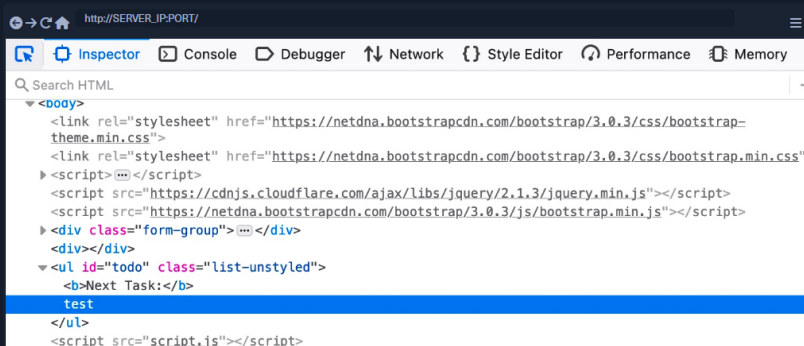 http://SERVER_IP:PORT/
Inspector Console Debugger Network {} Style Editor Performance Memory
Search HTML
<body>
<link rel="stylesheet" href="https://netdna.bootstrapcdn.com/bootstrap/3.0.3/css/bootstrap-
theme.min.css">
<link rel="stylesheet" href="https://netdna.bootstrapcdn.com/bootstrap/3.0.3/css/bootstrap.min.css"
<script>...</script>
<script src="https://cdnjs.cloudflare.com/ajax/libs/jquery/2.1.3/jquery.min.js"></script>
<script src="https://netdna.bootstrapcdn.com/bootstrap/3.0.3/js/bootstrap.min.js"></script>
<div class="form-group">...</div>
<div></div>
<ul id="todo" class="list-unstyled">
<b>Next Task:</b>
test
</ul>
<script src="script.js"></script>